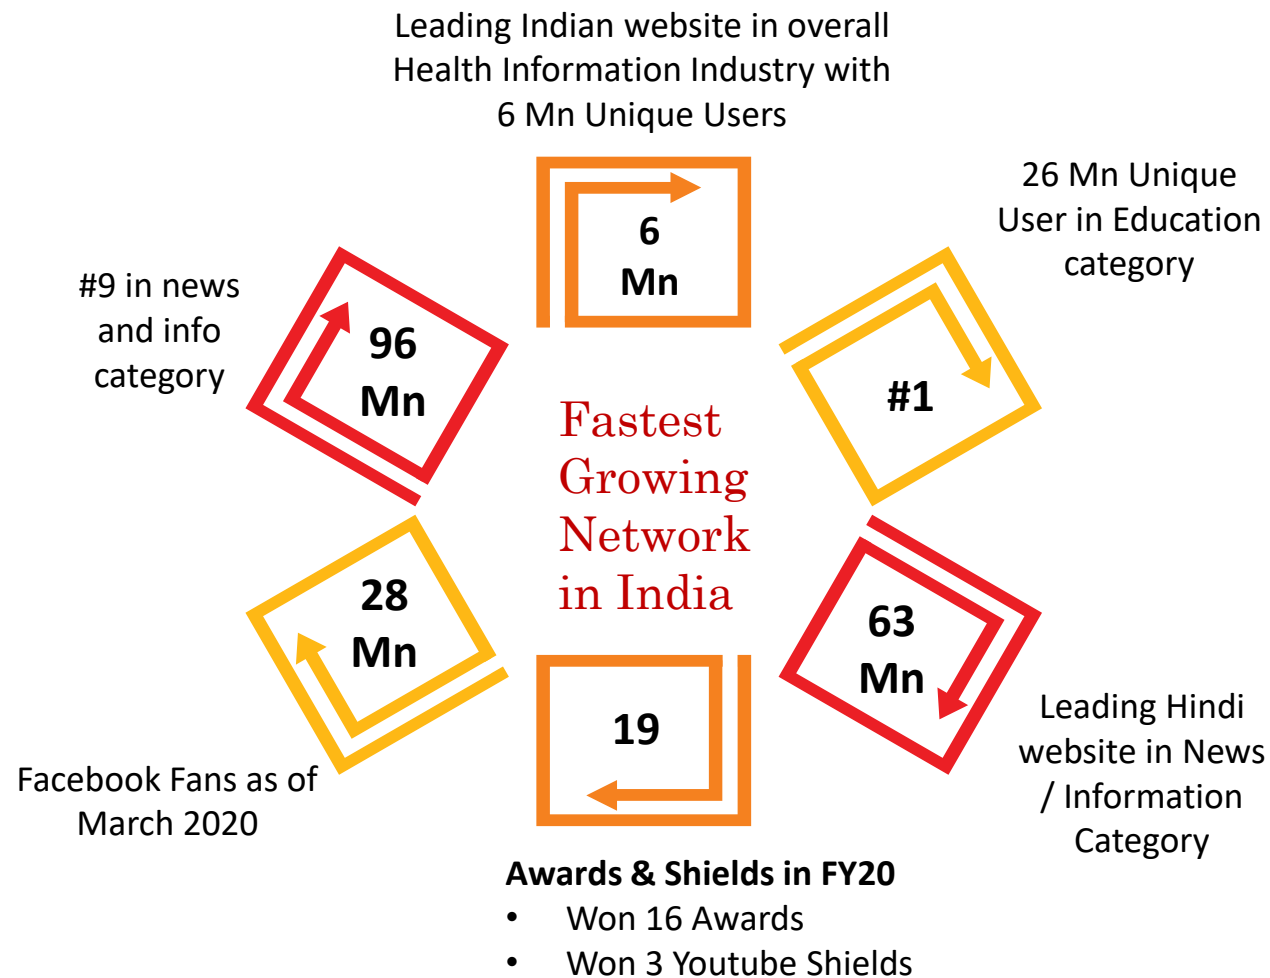 Leading Indian website in overall
Health Information Industry with
6 Mn Unique Users
6
Mn
26 Mn Unique
User in Education
category
#1
63
Mn
Leading Hindi
website in News
/ Information
Category
19
Awards & Shields in FY20
• Won 16 Awards
• Won 3 Youtube Shields
28
Mn
Facebook Fans as of
March 2020
96
Mn
#9 in news
and info
category
Fastest
Growing
Network
in India